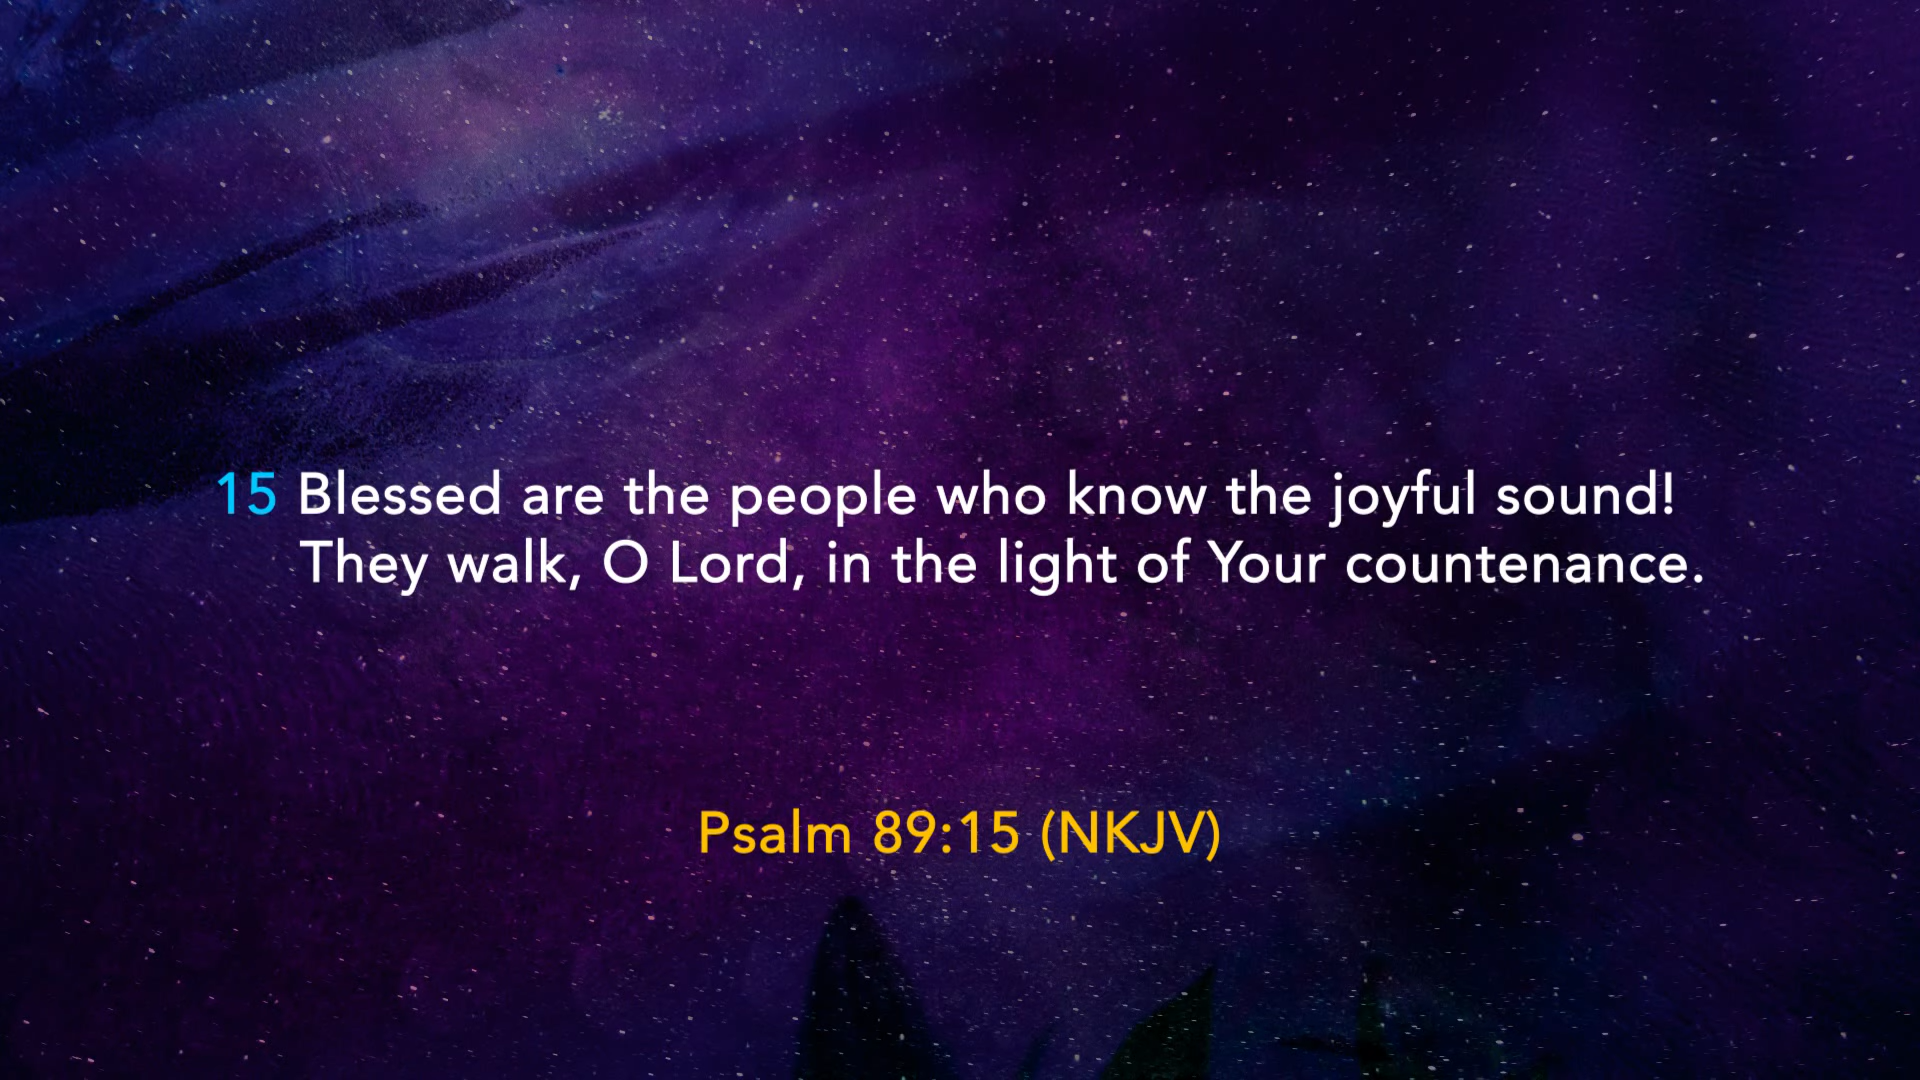 15 Blessed are the people who know the joyful sound!
They walk, O Lord, in the light of Your countenance.
Psalm 89:15 (NKJV)